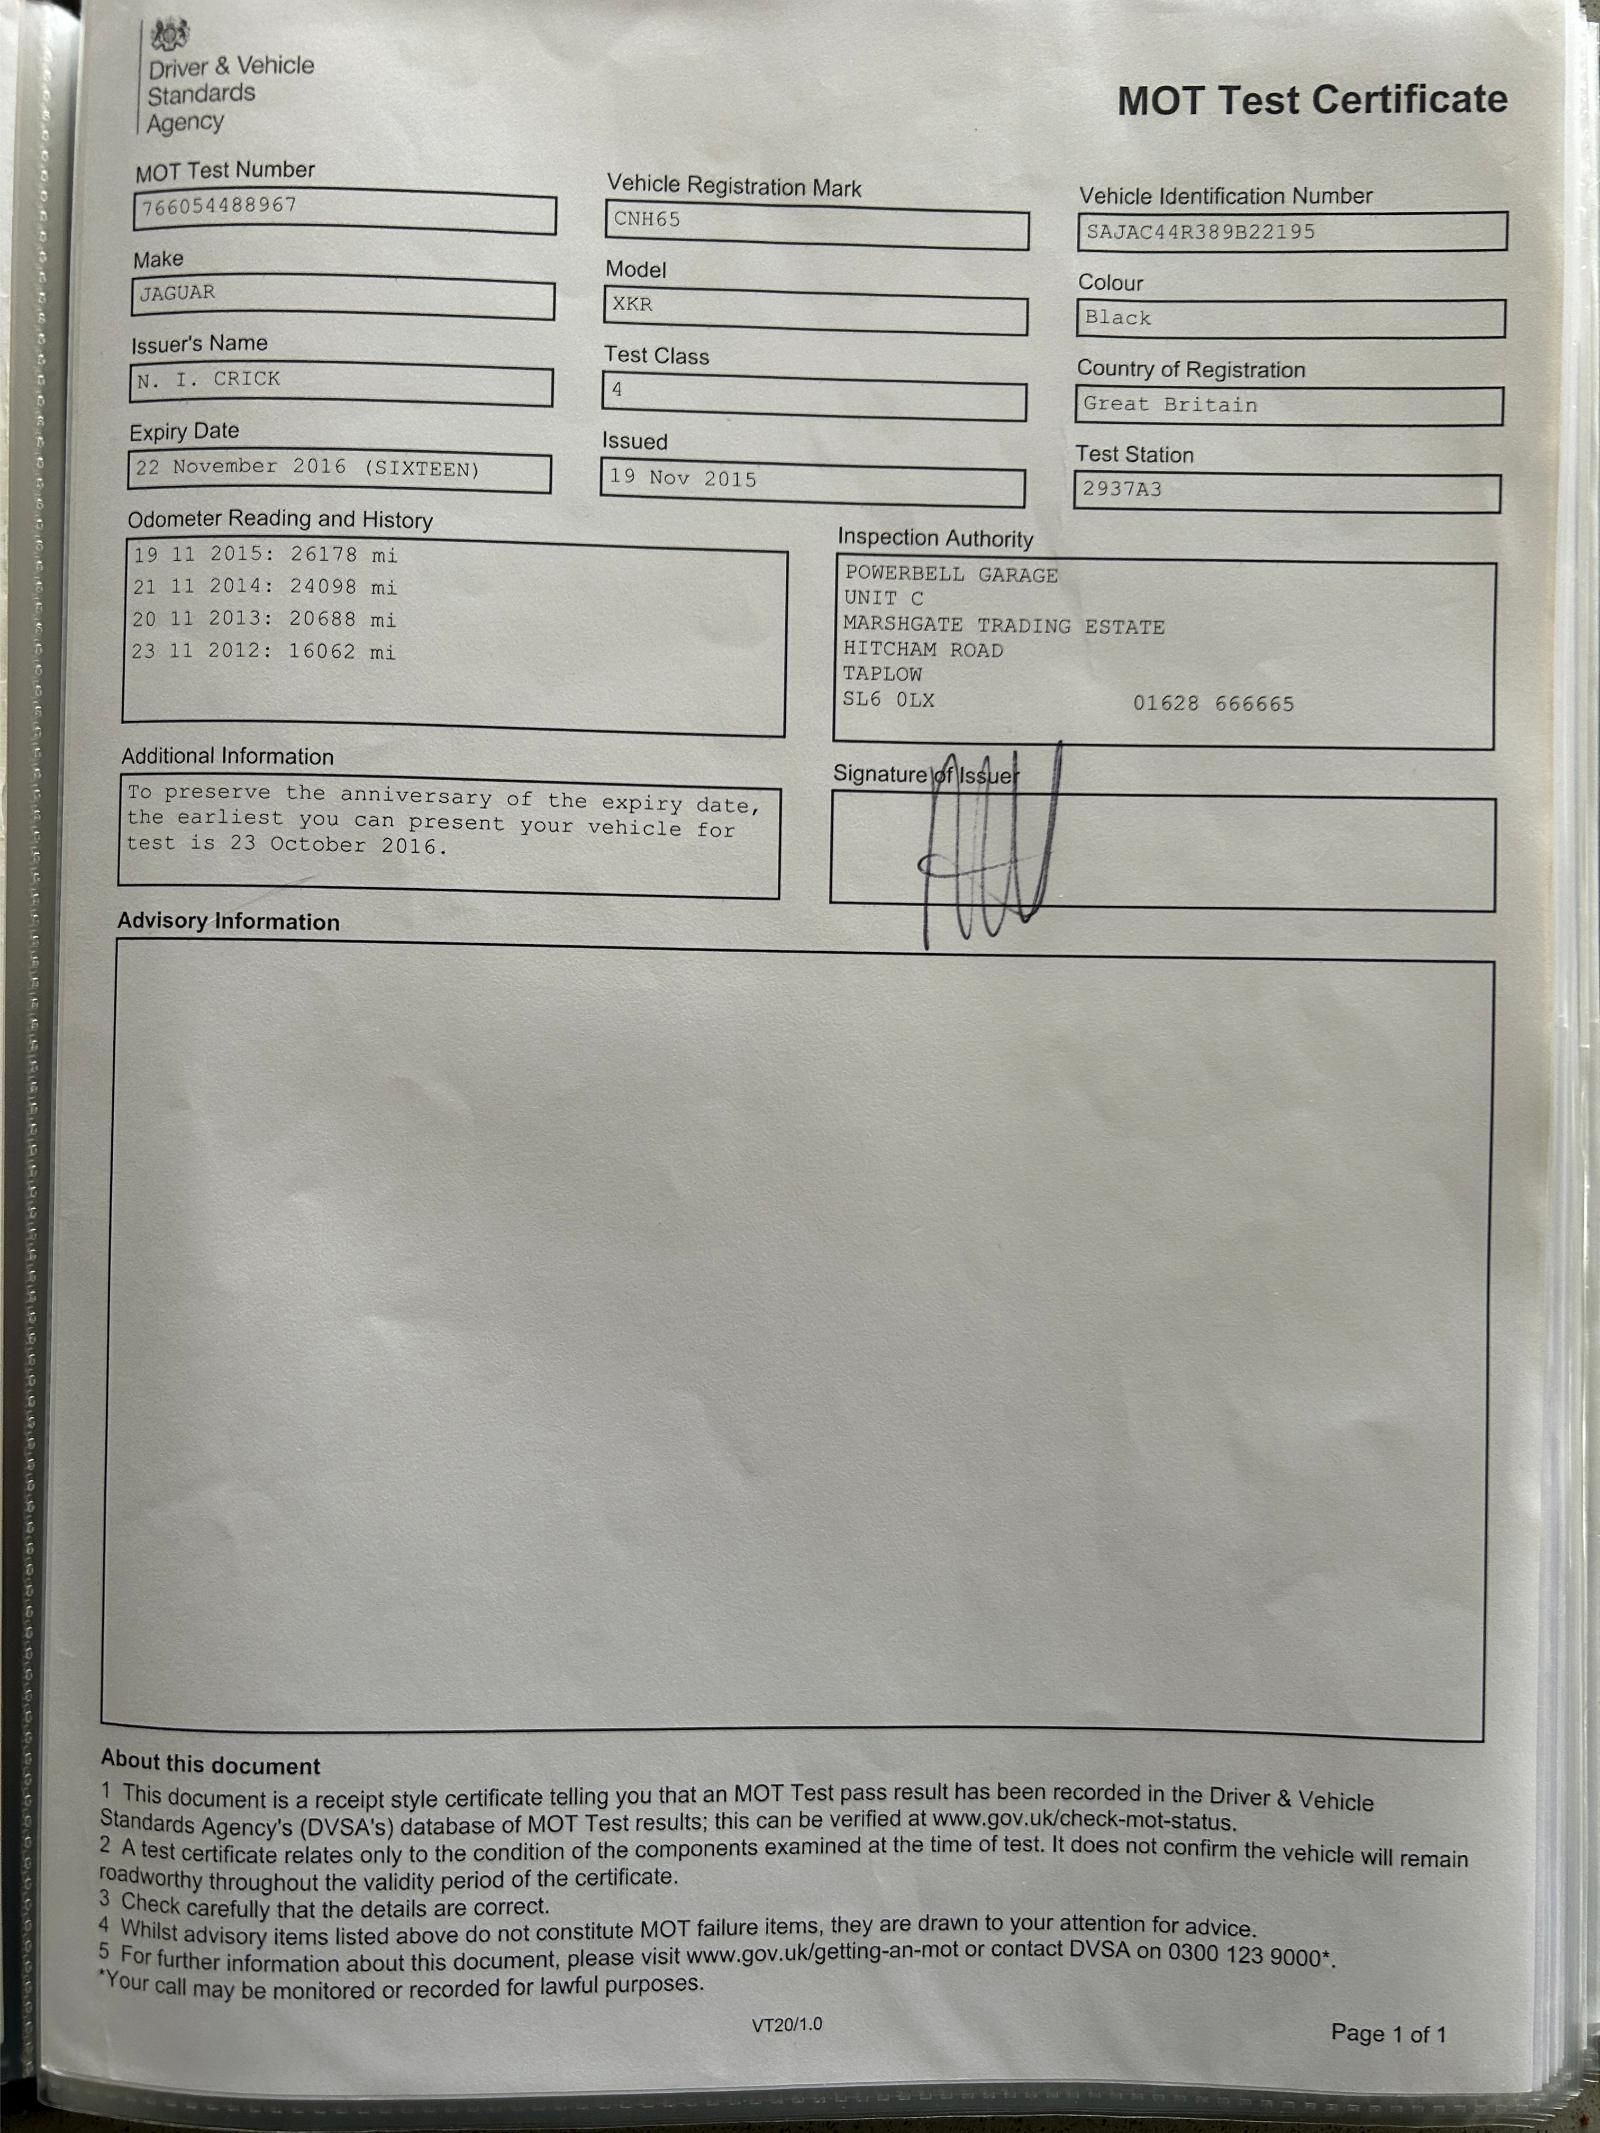 Driver & Vehicle
Standards
Agency
MOT Test Certificate
MOT Test Number
766054488967
Vehicle Registration Mark
CNH65
Vehicle Identification Number
SAJAC44R389B22195
Make
JAGUAR
Model
XKR
Colour
Black
Issuer's Name
N. I. CRICK
Test Class
4
Country of Registration
Great Britain
Expiry Date
22 November 2016 (SIXTEEN)
Issued
19 Nov 2015
Test Station
2937A3
Odometer Reading and History
19 11 2015: 26178 mi
21 11 2014: 24098 mi
20 11 2013: 20688 mi
23 11 2012: 16062 mi
Inspection Authority
POWERBELL GARAGE
UNIT C
MARSHGATE TRADING ESTATE
HITCHAM ROAD
TAPLOW
SL6 0LX 01628 666665
Additional Information
To preserve the anniversary of the expiry date,
the earliest you can present your vehicle for
test is 23 October 2016.
Signature of Issuer
Advisory Information
About this document
1 This document is a receipt style certificate telling you that an MOT Test pass result has been recorded in the Driver & Vehicle
Standards Agency's (DVSA's) database of MOT Test results; this can be verified at www.gov.uk/check-mot-status.
2 A test certificate relates only to the condition of the components examined at the time of test. It does not confirm the vehicle will remain
roadworthy throughout the validity period of the certificate.
3 Check carefully that the details are correct.
4 Whilst advisory items listed above do not constitute MOT failure items, they are drawn to your attention for advice.
5 For further information about this document, please visit www.gov.uk/getting-an-mot or contact DVSA on 0300 123 9000*.
*Your call may be monitored or recorded for lawful purposes.
VT20/1.0
Page 1 of 1